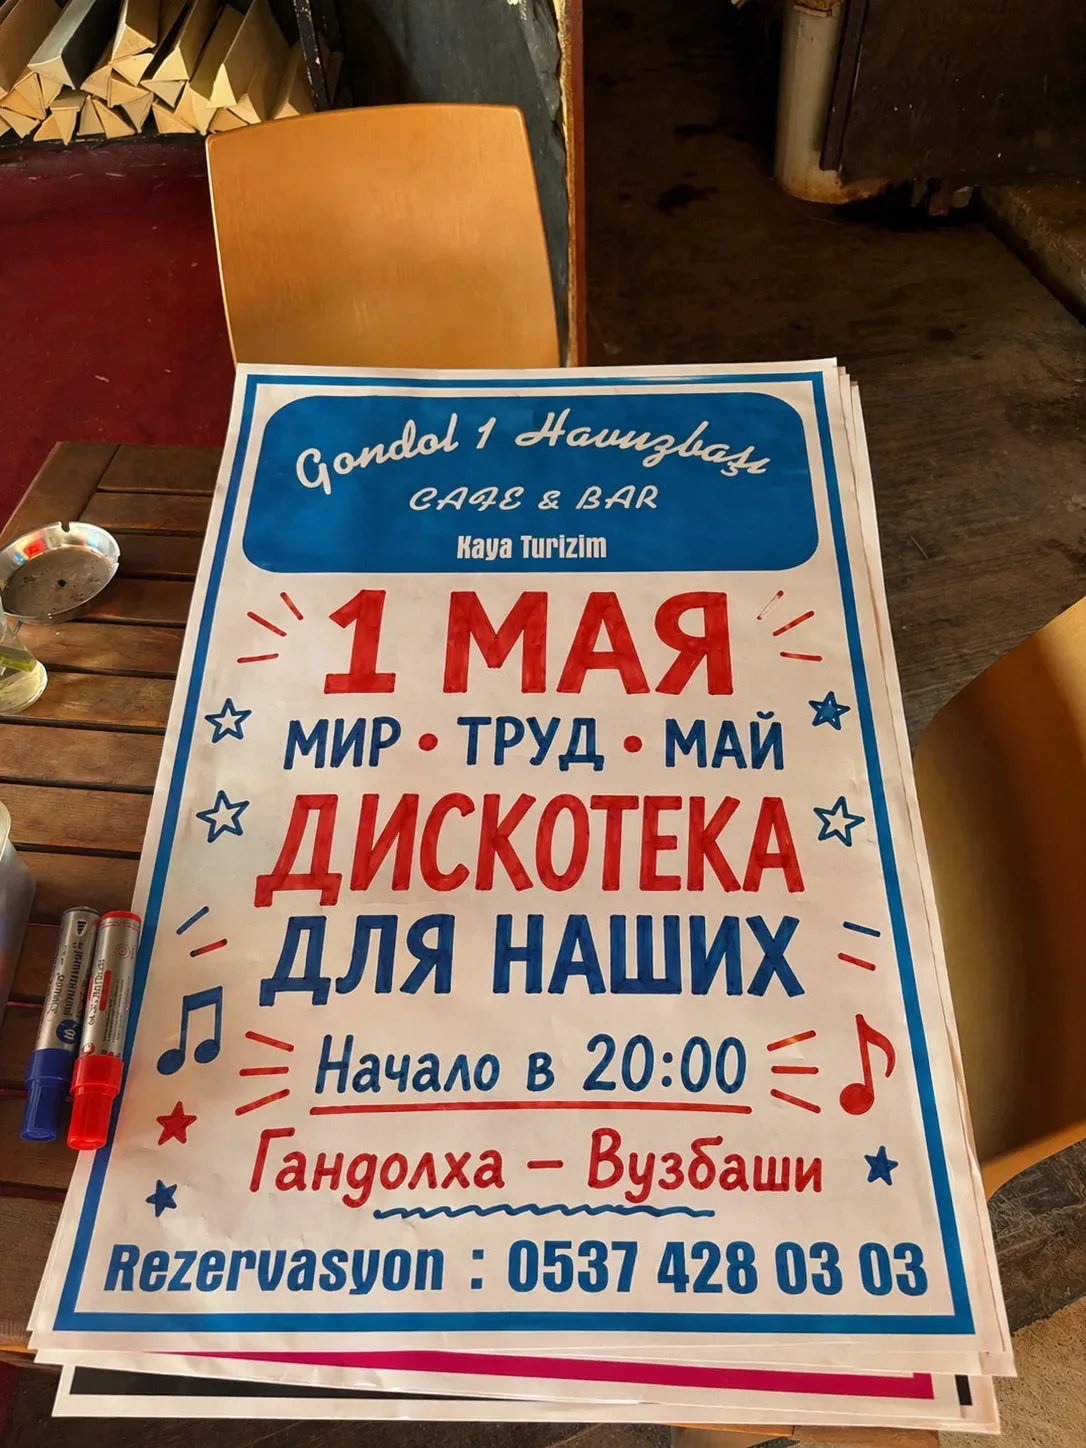 Gondol 1 Havuzbaşı
CAFE & BAR
Kaya Turizim
1 МАЯ
МИР • ТРУД • МАЙ
ДИСКОТЕКА
ДЛЯ НАШИХ
Начало в 20:00
Гандолха – Вузбаши
Rezervasyon : 0537 428 03 03